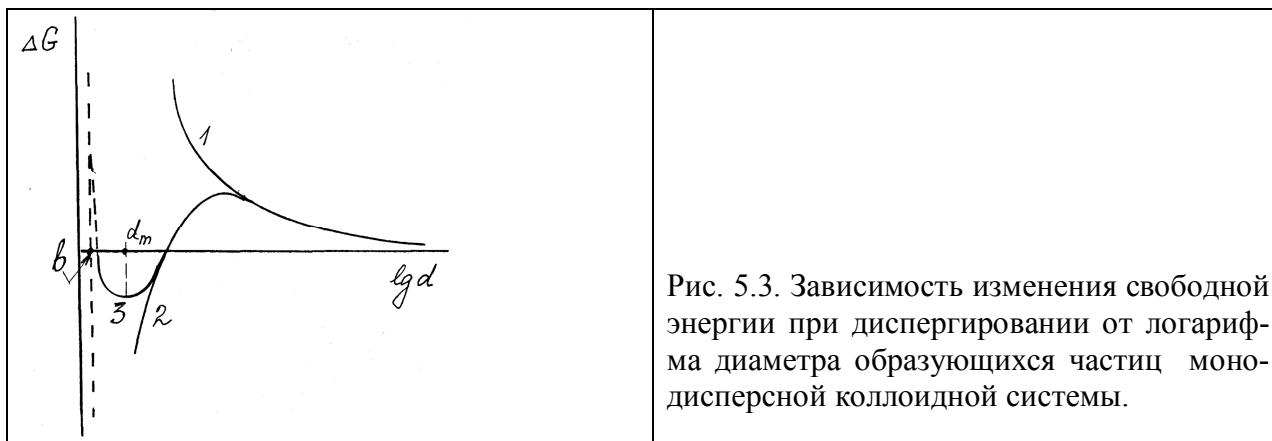 ΔG
1
d_m
b
lg d
3 2
Рис. 5.3. Зависимость изменения свободной
энергии при диспергировании от логариф-
ма диаметра образующихся частиц моно-
дисперсной коллоидной системы.